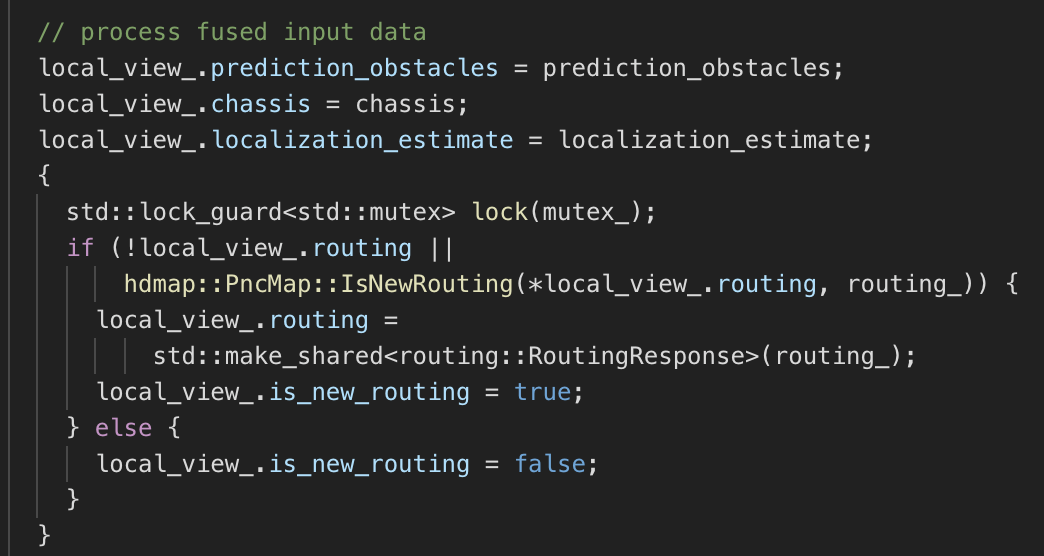 // process fused input data
local_view_.prediction_obstacles = prediction_obstacles;
local_view_.chassis = chassis;
local_view_.localization_estimate = localization_estimate;
{
  std::lock_guard<std::mutex> lock(mutex_);
  if (!local_view_.routing ||
      hdmap::PncMap::IsNewRouting(*local_view_.routing, routing_)) {
    local_view_.routing =
        std::make_shared<routing::RoutingResponse>(routing_);
    local_view_.is_new_routing = true;
  } else {
    local_view_.is_new_routing = false;
  }
}